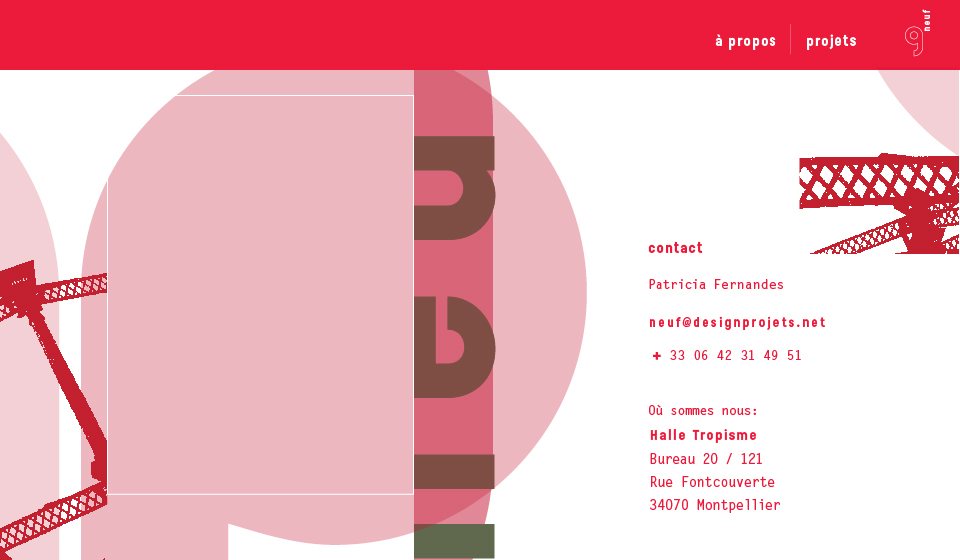 à propos
projets
9 neuf
contact
Patricia Fernandes
neuf@designprojets.net
+ 33 06 42 31 49 51
Où sommes nous:
Halle Tropisme
Bureau 20 / 121
Rue Fontcouverte
34070 Montpellier